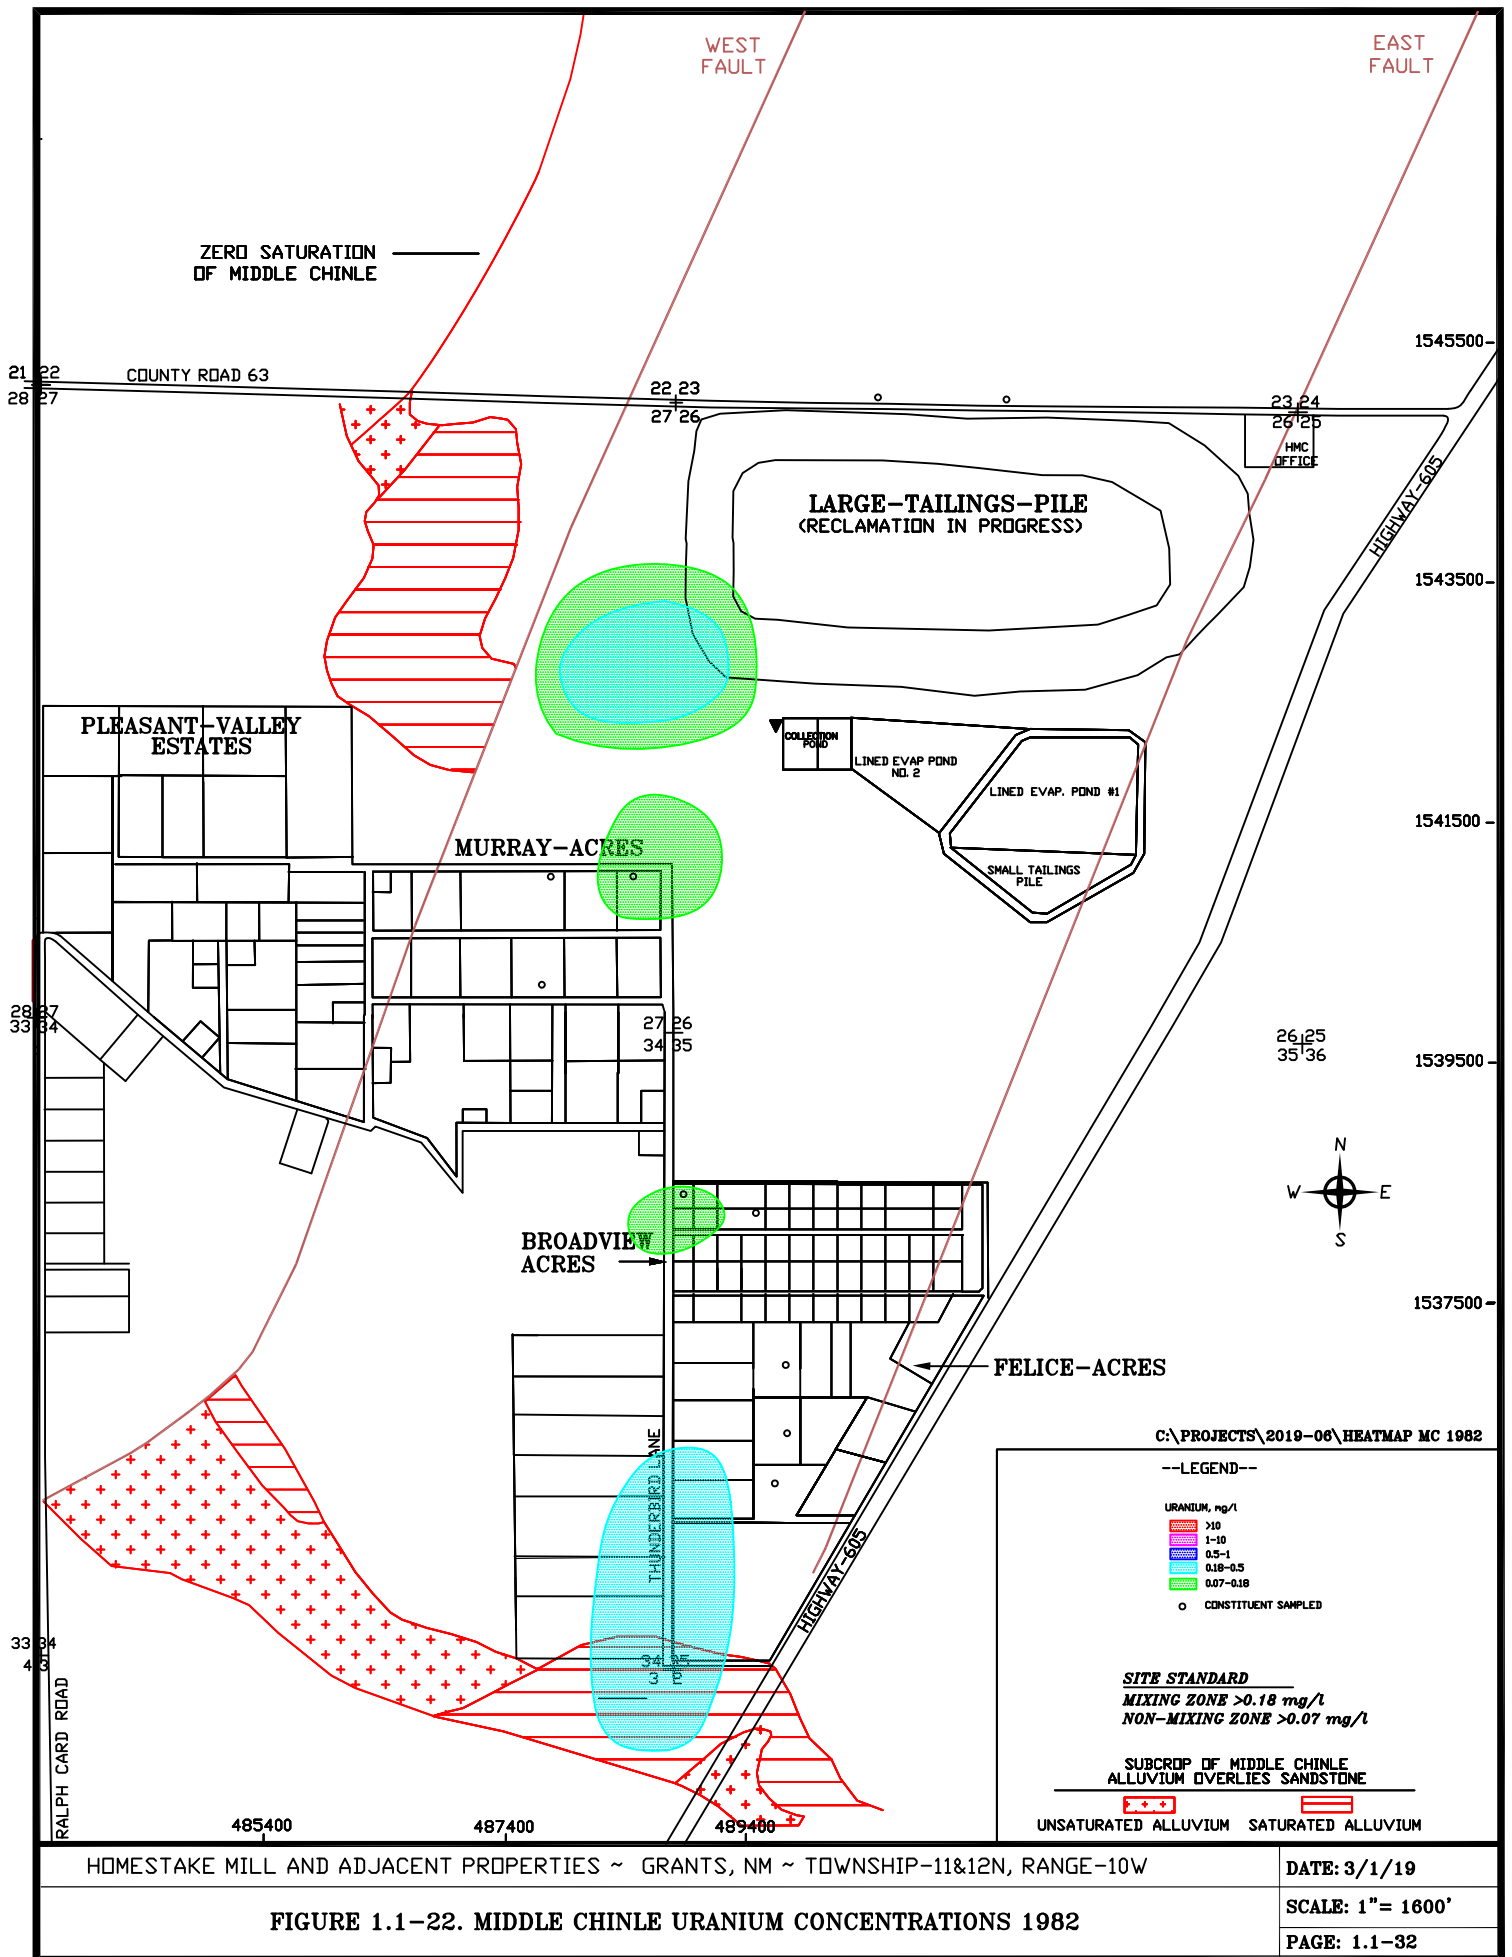 WEST
FAULT
EAST
FAULT
ZERO SATURATION
OF MIDDLE CHINLE
1545500
21 22
28 27
COUNTY ROAD 63
22 23
27 26
23 24
26 25
HMC
OFFICE
HIGHWAY-605
LARGE-TAILINGS-PILE
(RECLAMATION IN PROGRESS)
1543500
PLEASANT-VALLEY
ESTATES
COLLECTION
POND
LINED EVAP POND
NO. 2
LINED EVAP. POND #1
1541500
MURRAY-ACRES
SMALL TAILINGS
PILE
28 27
33 34
27 26
34 35
26 25
35 36
1539500
N
W E
S
BROADVIEW
ACRES
1537500
FELICE-ACRES
THUNDERBIRD LANE
HIGHWAY-605
C:\PROJECTS\2019-06\HEATMAP MC 1982
--LEGEND--
URANIUM, mg/l
>10
1-10
0.5-1
0.18-0.5
0.07-0.18
CONSTITUENT SAMPLED
33 34
4 3
RALPH CARD ROAD
SITE STANDARD
MIXING ZONE >0.18 mg/l
NON-MIXING ZONE >0.07 mg/l
SUBCROP OF MIDDLE CHINLE
ALLUVIUM OVERLIES SANDSTONE
UNSATURATED ALLUVIUM SATURATED ALLUVIUM
485400
487400
489400
HOMESTAKE MILL AND ADJACENT PROPERTIES ~ GRANTS, NM ~ TOWNSHIP-11&12N, RANGE-10W
DATE: 3/1/19
FIGURE 1.1-22. MIDDLE CHINLE URANIUM CONCENTRATIONS 1982
SCALE: 1"= 1600'
PAGE: 1.1-32